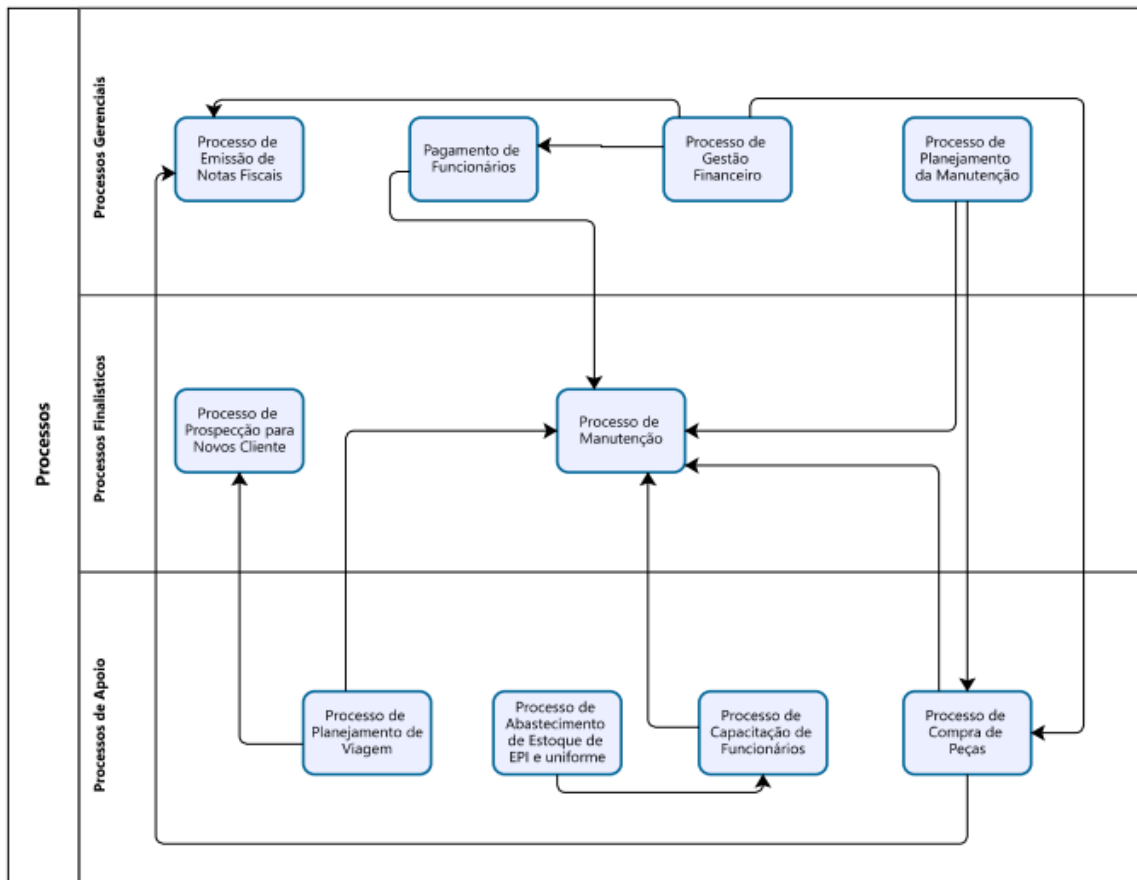 Processos
Processos Gerenciais
Processo de
Emissão de
Notas Fiscais
Pagamento de
Funcionários
Processo de
Gestão
Financeiro
Processo de
Planejamento
da Manutenção
Processos Finalísticos
Processo de
Prospecção para
Novos Cliente
Processo de
Manutenção
Processos de Apoio
Processo de
Planejamento de
Viagem
Processo de
Abastecimento
de Estoque de
EPI e uniforme
Processo de
Capacitação de
Funcionários
Processo de
Compra de
Peças